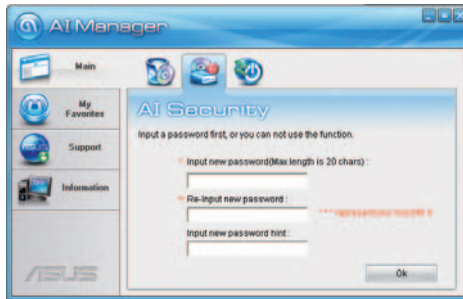 AI Manager
Main
My
Favorites
Support
Information
AI Security
Input a password first, or you can not use the function.
* Input new password(Max length is 20 chars) :
* Re-Input new password :
Input new password hint :
Ok
ASUS